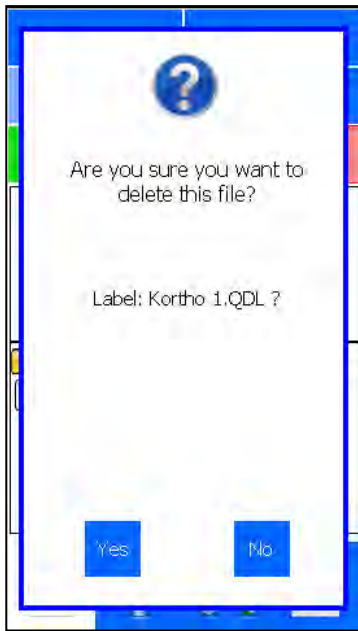 ?
Are you sure you want to
delete this file?
Label: Kortho 1.QDL ?
Yes No